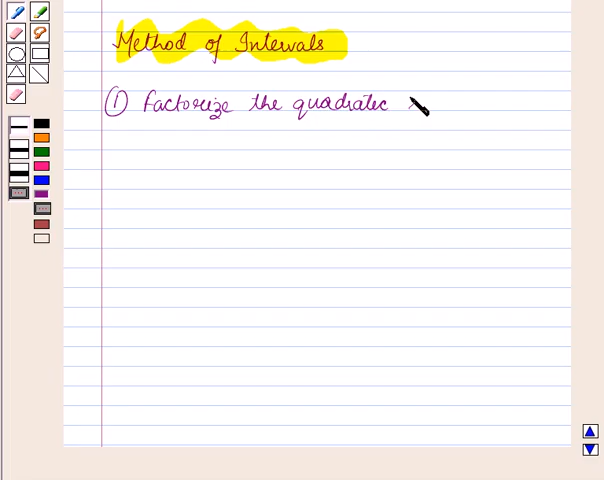 Method of Intervals
① Factorize the quadratic